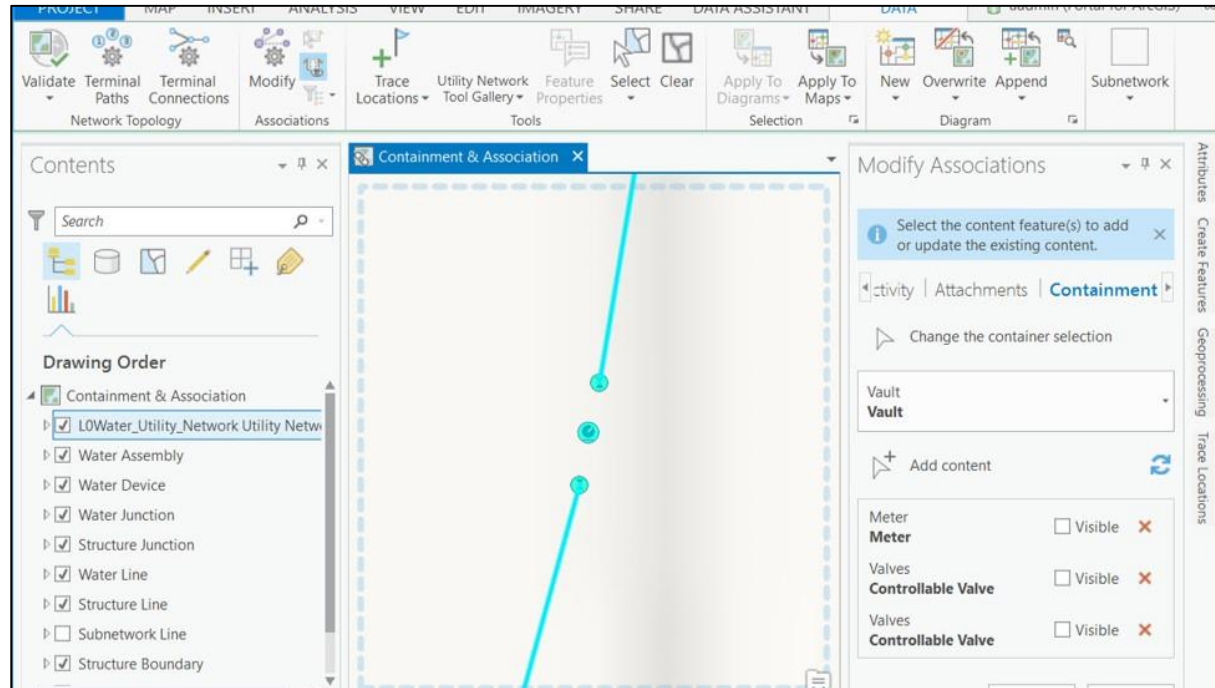 PROJECT MAP INSERT ANALYSIS VIEW EDIT IMAGERY SHARE DATA ASSISTANT DATA (Portal for ArcGIS)
Validate Terminal Paths Terminal Connections Modify Trace Locations Utility Network Tool Gallery Feature Properties Select Clear Apply To Diagrams Apply To Maps New Overwrite Append Subnetwork
Network Topology Associations Tools Selection Diagram
Contents
Search
Drawing Order
Containment & Association
L0Water_Utility_Network Utility Netw
Water Assembly
Water Device
Water Junction
Structure Junction
Water Line
Structure Line
Subnetwork Line
Structure Boundary
Containment & Association
Modify Associations
Select the content feature(s) to add
or update the existing content.
ctivity | Attachments | Containment
Change the container selection
Vault
Vault
Add content
Meter
Meter Visible
Valves
Controllable Valve Visible
Valves
Controllable Valve Visible
Attributes
Create Features
Geoprocessing
Trace Locations